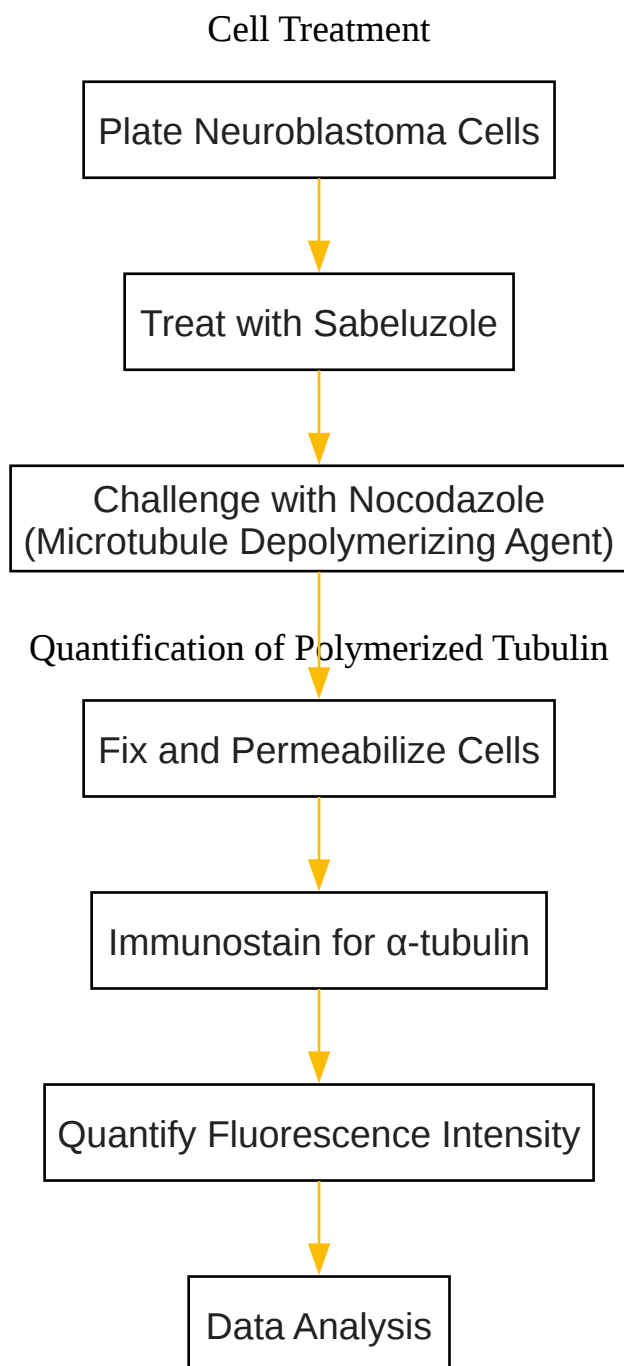 Cell Treatment
Plate Neuroblastoma Cells
Treat with Sabeluzole
Challenge with Nocodazole
(Microtubule Depolymerizing Agent)
Quantification of Polymerized Tubulin
Fix and Permeabilize Cells
Immunostain for α-tubulin
Quantify Fluorescence Intensity
Data Analysis